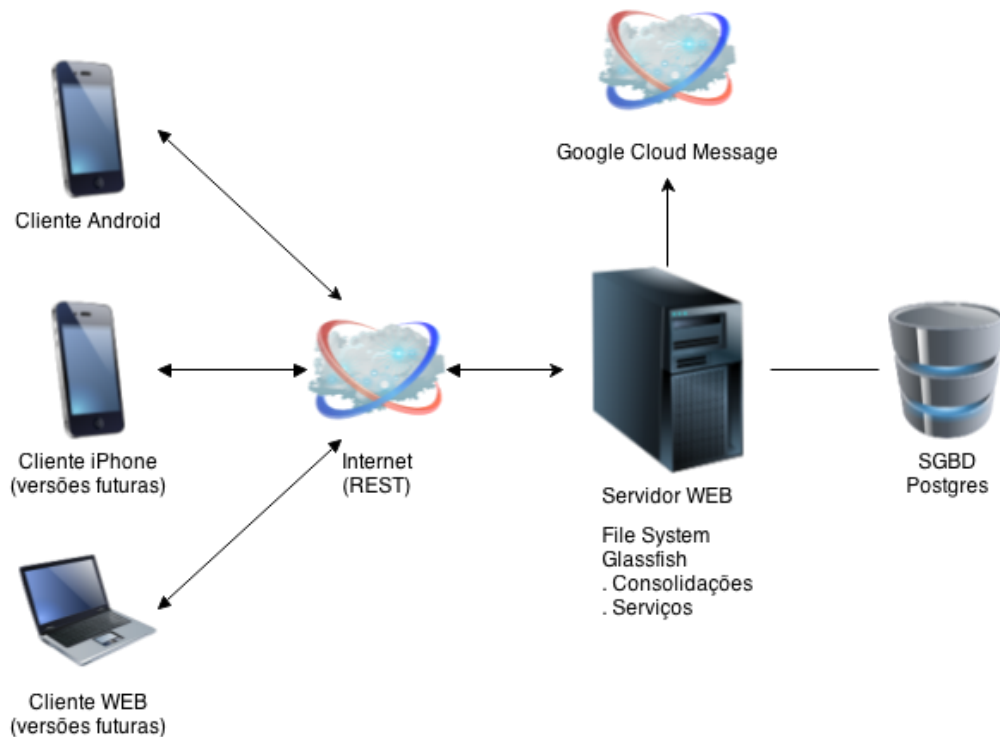 Google Cloud Message
Cliente Android
Cliente iPhone
(versões futuras)
Internet
(REST)
Servidor WEB
File System
Glassfish
. Consolidações
. Serviços
SGBD
Postgres
Cliente WEB
(versões futuras)